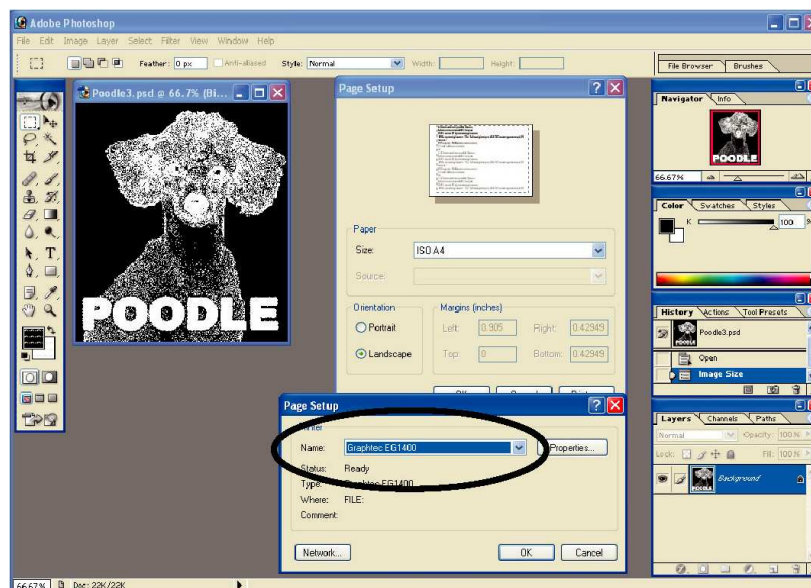 Adobe Photoshop
File Edit Image Layer Select Filter View Window Help
Feather: 0 px Anti-aliased Style: Normal Width: Height:
File Browser Brushes
Poodle3.psd @ 66.7% (Bi...
POODLE
Page Setup
Paper
Size: ISO A4
Source:
Orientation
Portrait
Landscape
Margins (inches)
Left: 0.905 Right: 0.42949
Top: 0 Bottom: 0.42949
Page Setup
Printer
Name: Graphtec EG1400 Properties...
Status: Ready
Type: Graphtec EG1400
Where: FILE:
Comment:
Network... OK Cancel
Navigator Info
POODLE
66.67%
Color Swatches Styles
K 100 %
History Actions Tool Presets
Poodle3.psd
Open
Image Size
Layers Channels Paths
Normal Opacity: 100%
Lock: Fill: 100%
Background
66.67% Doc: 22K/22K